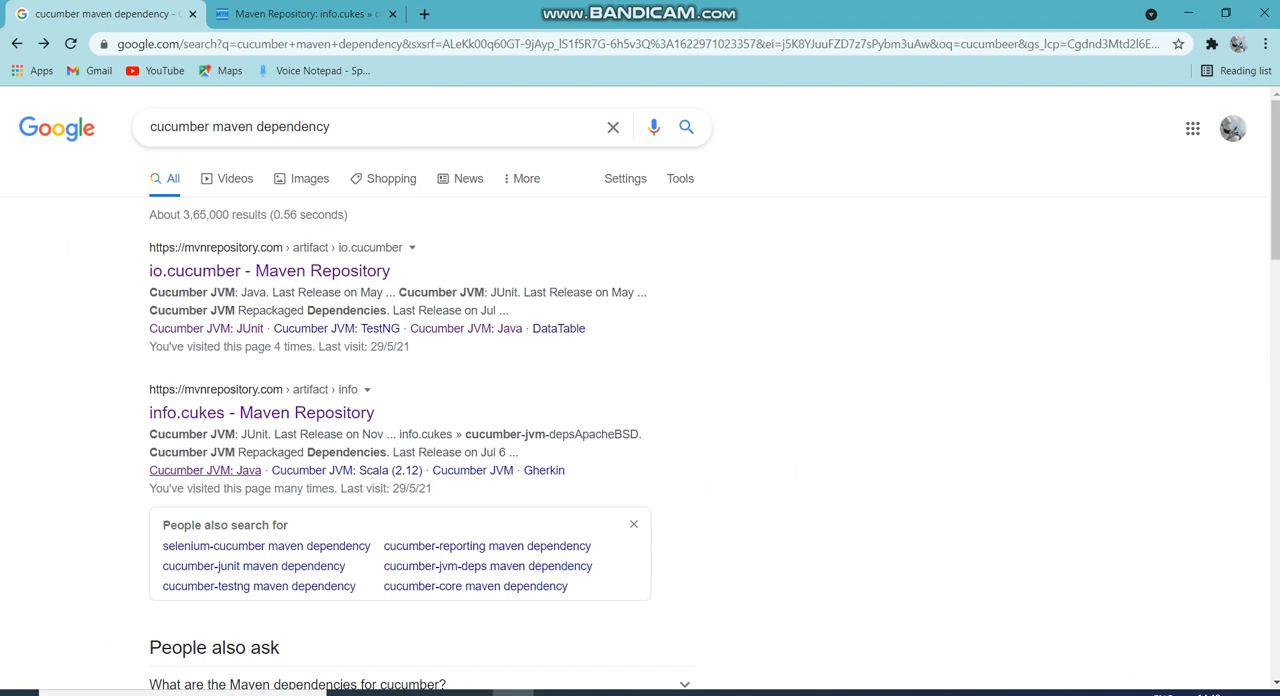 cucumber maven dependency - G
Maven Repository: info.cukes » c
www.BANDICAM.com
google.com/search?q=cucumber+maven+dependency&sxsrf=ALeKk00q60GT-9jAyp_lS1f5R7G-6h5v3Q%3A1622971023357&ei=j5K8YJuuFZD7z7sPybm3uAw&oq=cucumbeer&gs_lcp=Cgdnd3Mtd2l6E...
Apps Gmail YouTube Maps Voice Notepad - Sp... Reading list
Google cucumber maven dependency
All Videos Images Shopping News More Settings Tools
About 3,65,000 results (0.56 seconds)
https://mvnrepository.com › artifact › io.cucumber
io.cucumber - Maven Repository
Cucumber JVM: Java. Last Release on May ... Cucumber JVM: JUnit. Last Release on May ...
Cucumber JVM Repackaged Dependencies. Last Release on Jul ...
Cucumber JVM: JUnit · Cucumber JVM: TestNG · Cucumber JVM: Java · DataTable
You've visited this page 4 times. Last visit: 29/5/21
https://mvnrepository.com › artifact › info
info.cukes - Maven Repository
Cucumber JVM: JUnit. Last Release on Nov ... info.cukes » cucumber-jvm-depsApacheBSD.
Cucumber JVM Repackaged Dependencies. Last Release on Jul 6 ...
Cucumber JVM: Java · Cucumber JVM: Scala (2.12) · Cucumber JVM · Gherkin
You've visited this page many times. Last visit: 29/5/21
People also search for
selenium-cucumber maven dependency cucumber-reporting maven dependency
cucumber-junit maven dependency cucumber-jvm-deps maven dependency
cucumber-testng maven dependency cucumber-core maven dependency
People also ask
What are the Maven dependencies for cucumber?